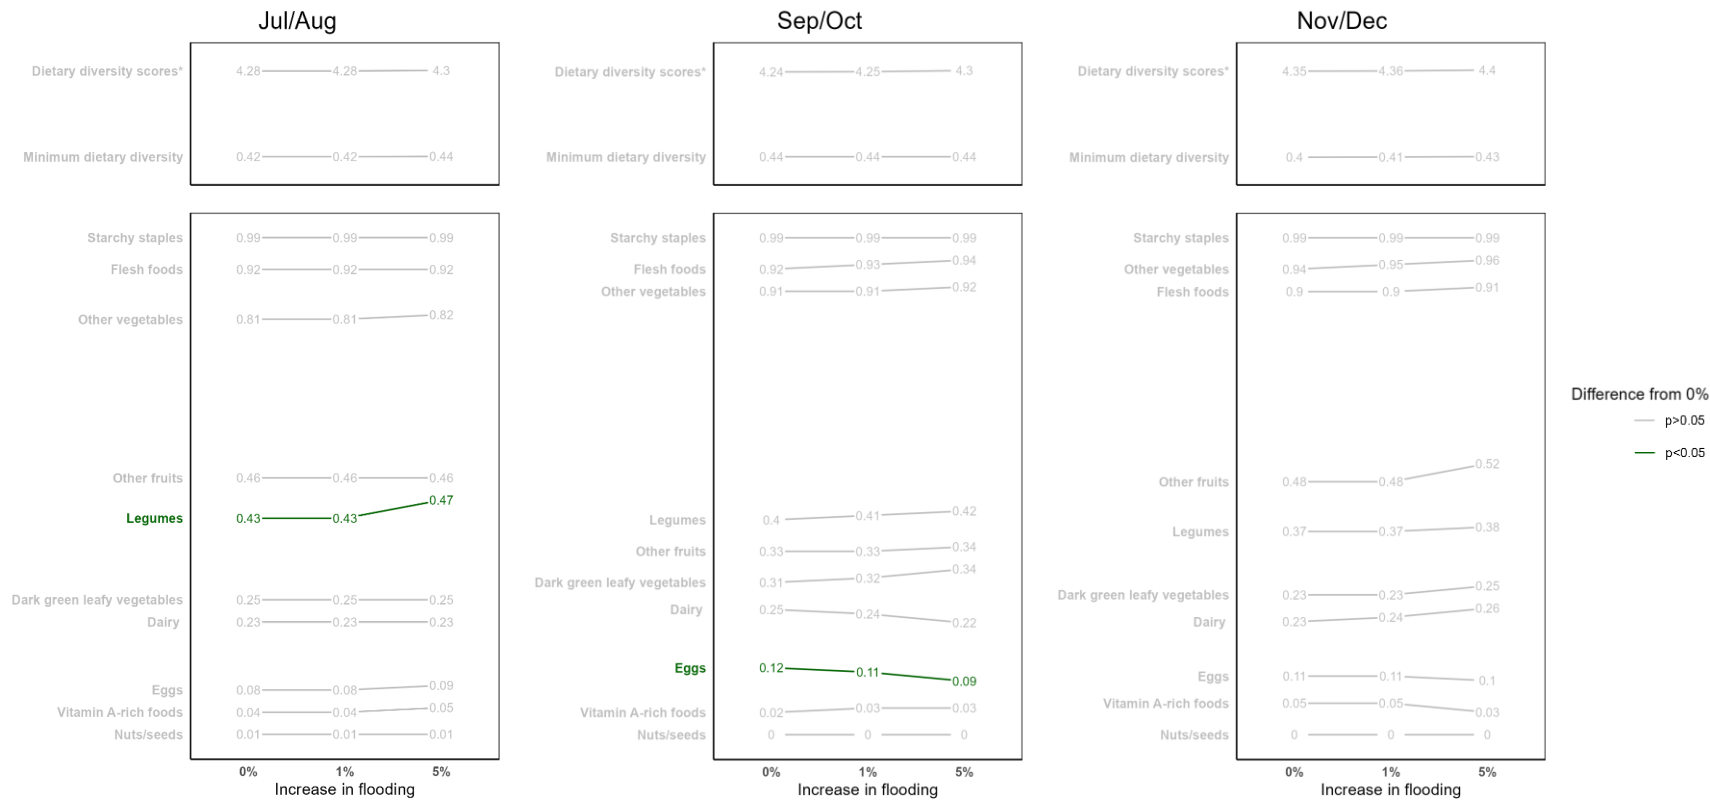 Jul/Aug
Dietary diversity scores* 4.28 4.28 4.3
Minimum dietary diversity 0.42 0.42 0.44
Starchy staples 0.99 0.99 0.99
Flesh foods 0.92 0.92 0.92
Other vegetables 0.81 0.81 0.82
Other fruits 0.46 0.46 0.46
Legumes 0.43 0.43 0.47
Dark green leafy vegetables 0.25 0.25 0.25
Dairy 0.23 0.23 0.23
Eggs 0.08 0.08 0.09
Vitamin A-rich foods 0.04 0.04 0.05
Nuts/seeds 0.01 0.01 0.01
0% 1% 5%
Increase in flooding
Sep/Oct
Dietary diversity scores* 4.24 4.25 4.3
Minimum dietary diversity 0.44 0.44 0.44
Starchy staples 0.99 0.99 0.99
Flesh foods 0.92 0.93 0.94
Other vegetables 0.91 0.91 0.92
Legumes 0.4 0.41 0.42
Other fruits 0.33 0.33 0.34
Dark green leafy vegetables 0.31 0.32 0.34
Dairy 0.25 0.24 0.22
Eggs 0.12 0.11 0.09
Vitamin A-rich foods 0.02 0.03 0.03
Nuts/seeds 0 0 0
0% 1% 5%
Increase in flooding
Nov/Dec
Dietary diversity scores* 4.35 4.36 4.4
Minimum dietary diversity 0.4 0.41 0.43
Starchy staples 0.99 0.99 0.99
Other vegetables 0.94 0.95 0.96
Flesh foods 0.9 0.9 0.91
Other fruits 0.48 0.48 0.52
Legumes 0.37 0.37 0.38
Dark green leafy vegetables 0.23 0.23 0.25
Dairy 0.23 0.24 0.26
Eggs 0.11 0.11 0.1
Vitamin A-rich foods 0.05 0.05 0.03
Nuts/seeds 0 0 0
0% 1% 5%
Increase in flooding
Difference from 0%
p>0.05
p<0.05